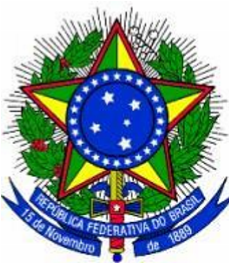 REPÚBLICA FEDERATIVA DO BRASIL
15 de Novembro de 1889